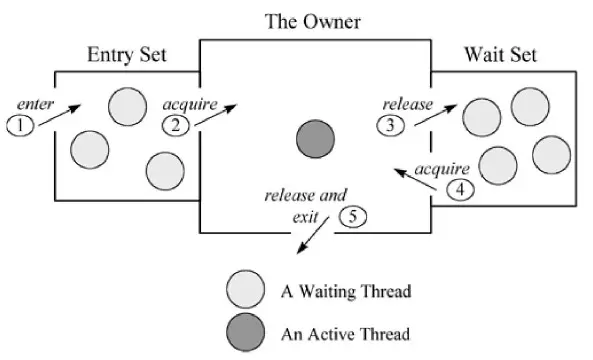 The Owner
Entry Set
Wait Set
enter
1
acquire
2
release
3
acquire
4
release and
exit
5
A Waiting Thread
An Active Thread